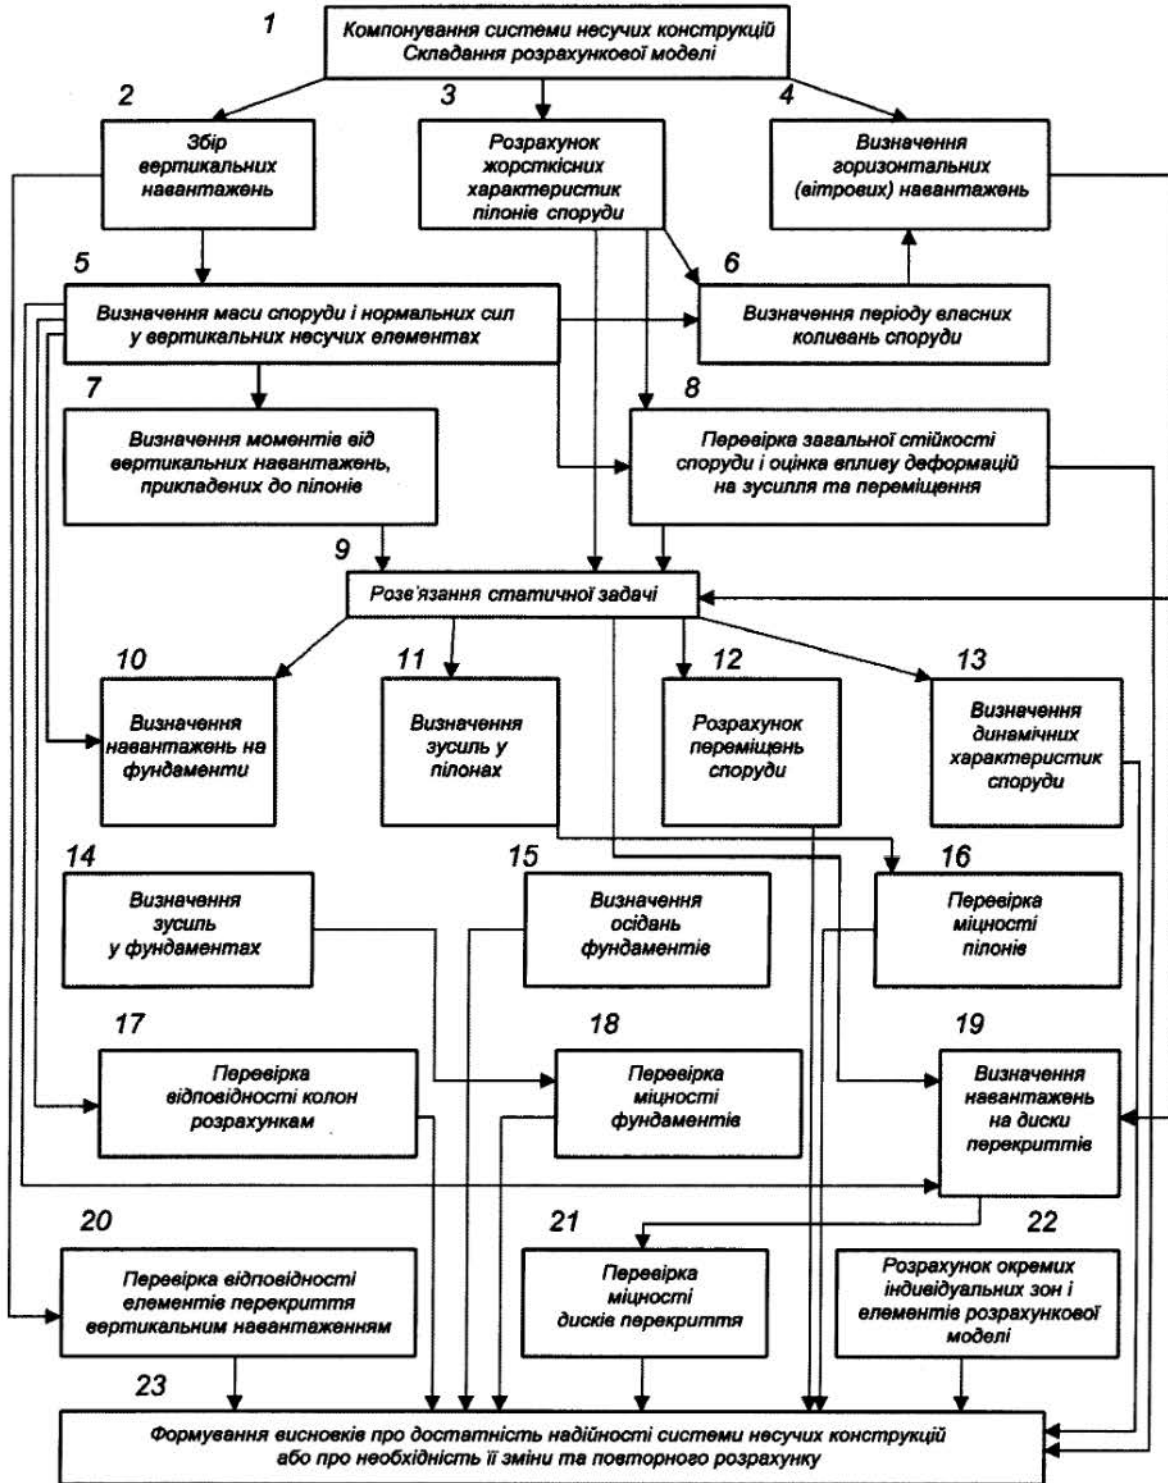 1
Компонування системи несучих конструкцій
Складання розрахункової моделі
2
3
4
Збір
вертикальних
навантажень
Розрахунок
жорсткісних
характеристик
пілонів споруди
Визначення
горизонтальних
(вітрових) навантажень
5
6
Визначення маси споруди і нормальних сил
у вертикальних несучих елементах
Визначення періоду власних
коливань споруди
7
8
Визначення моментів від
вертикальних навантажень,
прикладених до пілонів
Перевірка загальної стійкості
споруди і оцінка впливу деформацій
на зусилля та переміщення
9
Розв'язання статичної задачі
10
11
12
13
Визначення
навантажень на
фундаменти
Визначення
зусиль у
пілонах
Розрахунок
переміщень
споруди
Визначення
динамічних
характеристик
споруди
14
15
16
Визначення
зусиль
у фундаментах
Визначення
осідань
фундаментів
Перевірка
міцності
пілонів
17
18
19
Перевірка
відповідності колон
розрахункам
Перевірка
міцності
фундаментів
Визначення
навантажень
на диски
перекриттів
20
21
22
Перевірка відповідності
елементів перекриття
вертикальним навантаженням
Перевірка
міцності
дисків перекриття
Розрахунок окремих
індивідуальних зон і
елементів розрахункової
моделі
23
Формування висновків про достатність надійності системи несучих конструкцій
або про необхідність її зміни та повторного розрахунку